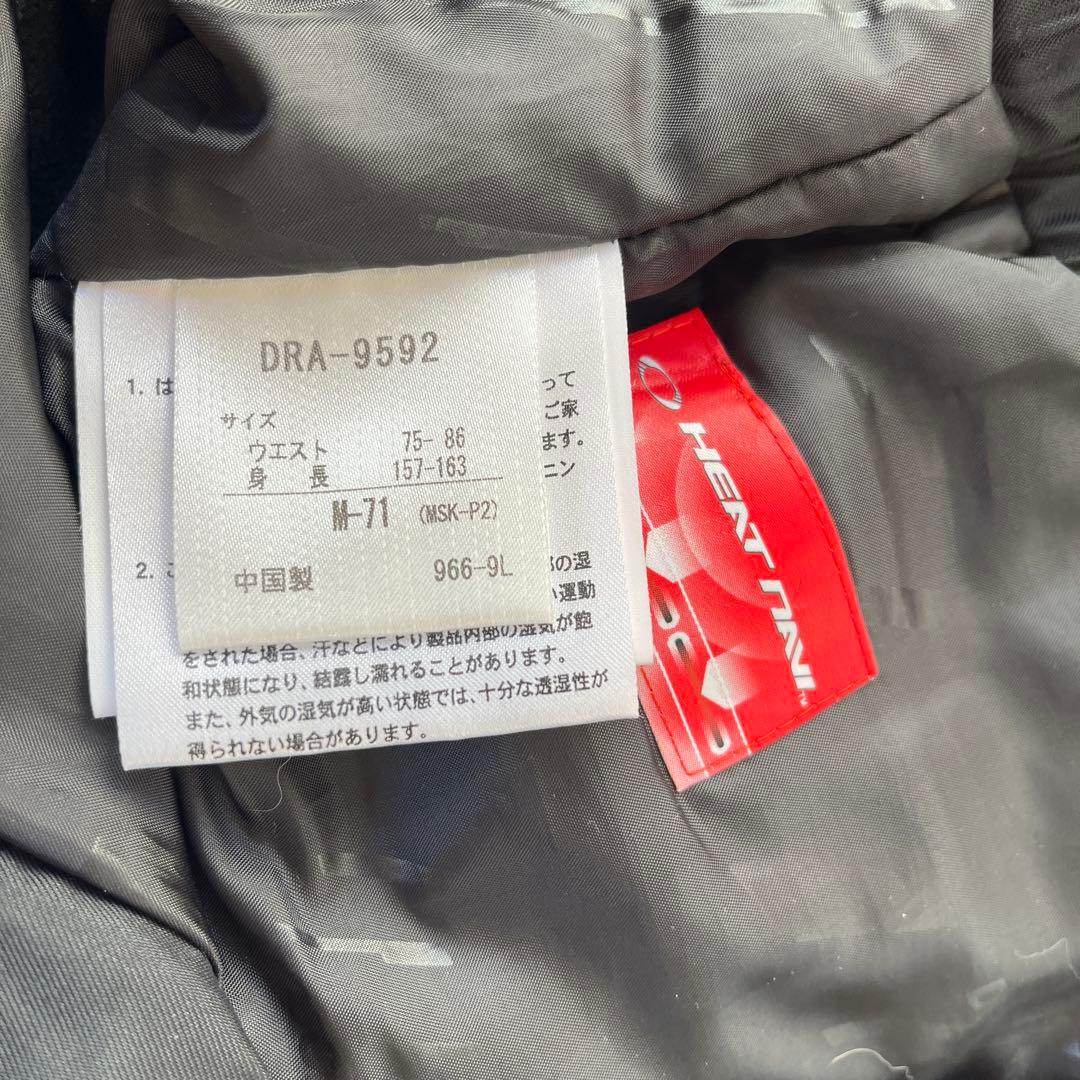 DRA-9592
サイズ
ウエスト 75- 86
身 長 157-163
M-71 (MSK-P2)
中国製 966-9L
1. は
って
ご家
ます。
ニン
2.
の湿
運動
をされた場合、汗などにより製品内部の湿気が飽
和状態になり、結露し濡れることがあります。
また、外気の湿気が高い状態では、十分な透湿性が
得られない場合があります。
HEAT NAVI™